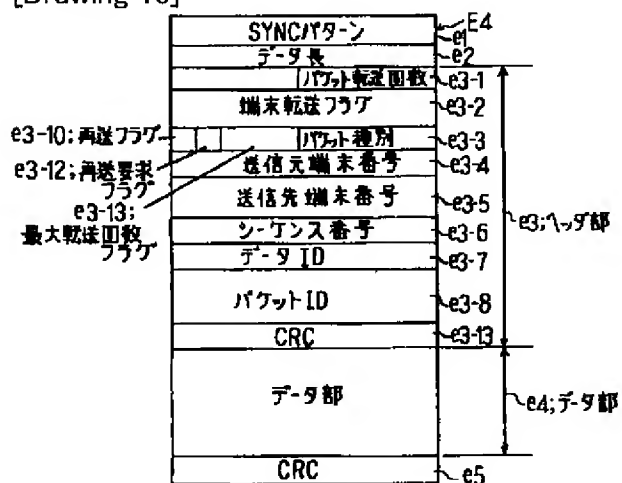 [Drawing 10]
SYNCパターン E4
e1
データ長 e2
パケット転送回数 e3-1
端末転送フラグ e3-2
e3-10;再送フラグ パケット種別 e3-3
e3-12;再送要求フラグ 送信元端末番号 e3-4
e3-13;最大転送回数フラグ 送信先端末番号 e3-5
シーケンス番号 e3-6
e3;ヘッダ部
データID e3-7
パケットID e3-8
CRC e3-13
データ部 e4;データ部
CRC e5